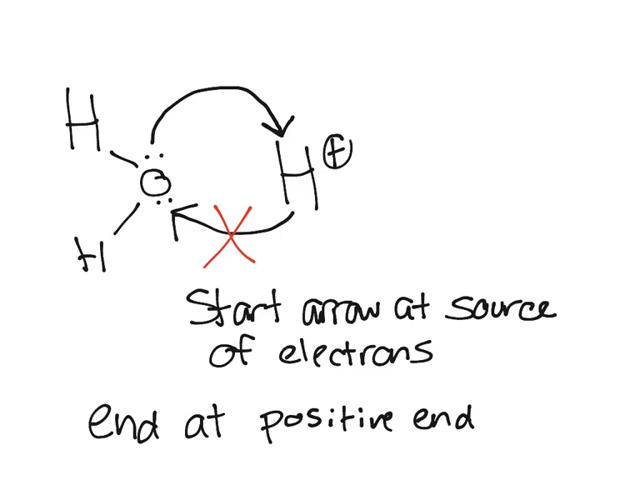 H
O
H
H⊕
Start arrow at source
of electrons
end at positive end